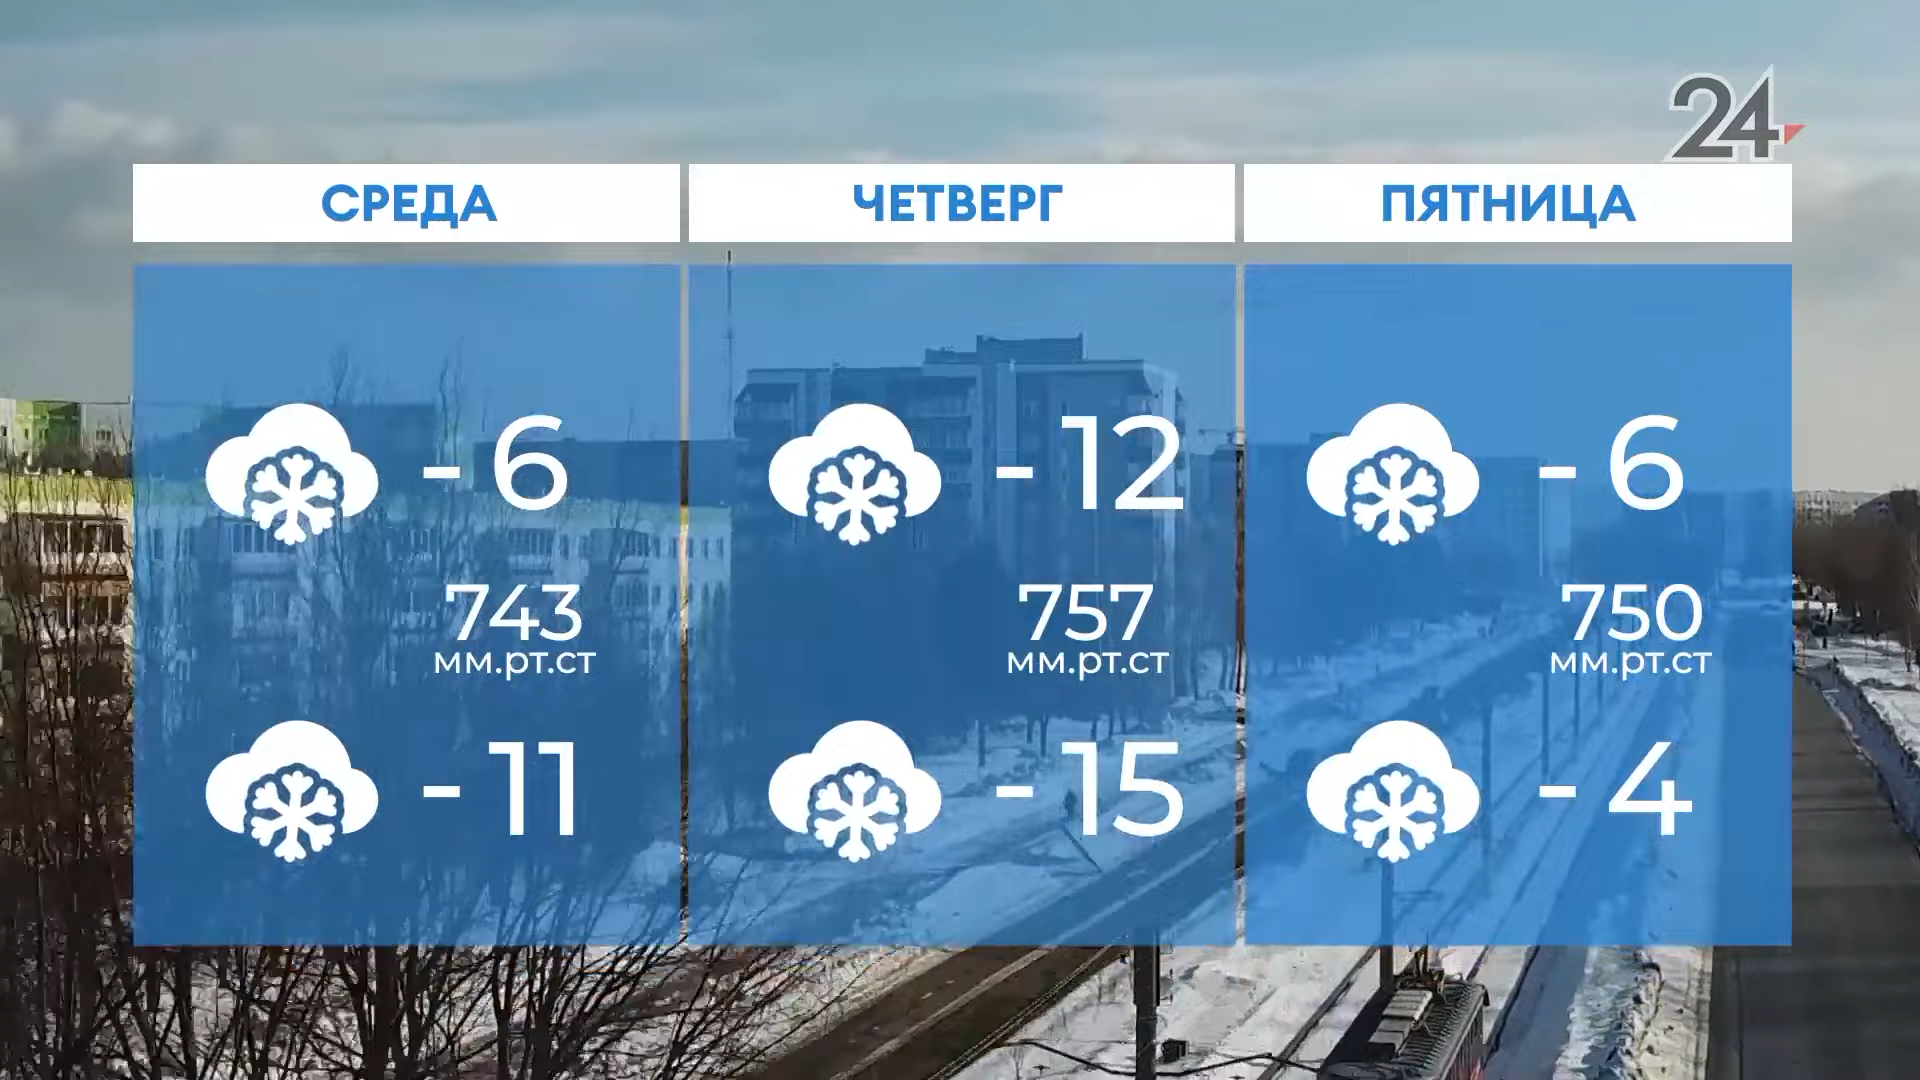 24
СРЕДА
ЧЕТВЕРГ
ПЯТНИЦА
- 6
- 12
- 6
743
мм.рт.ст
757
мм.рт.ст
750
мм.рт.ст
- 11
- 15
- 4